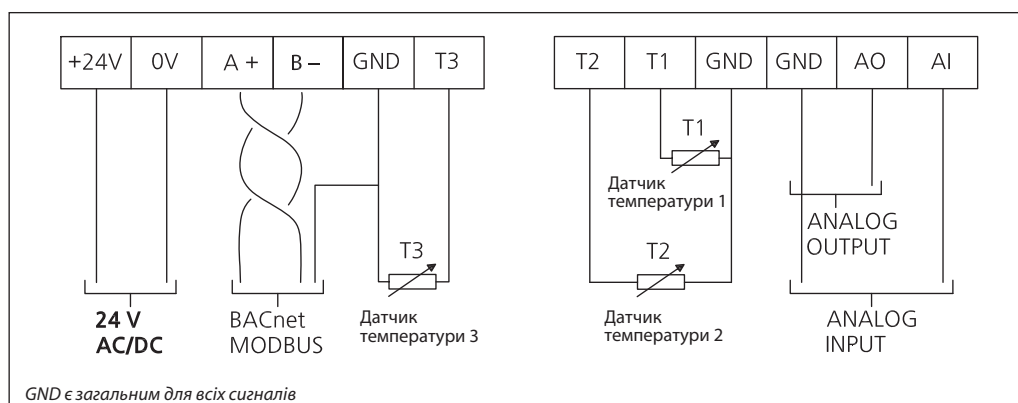 +24V 0V A + B – GND T3
T2 T1 GND GND AO AI
T1
Датчик
температури 1
ANALOG
OUTPUT
T3
T2
24 V
AC/DC
BACnet
MODBUS
Датчик
температури 3
Датчик
температури 2
ANALOG
INPUT
GND є загальним для всіх сигналів